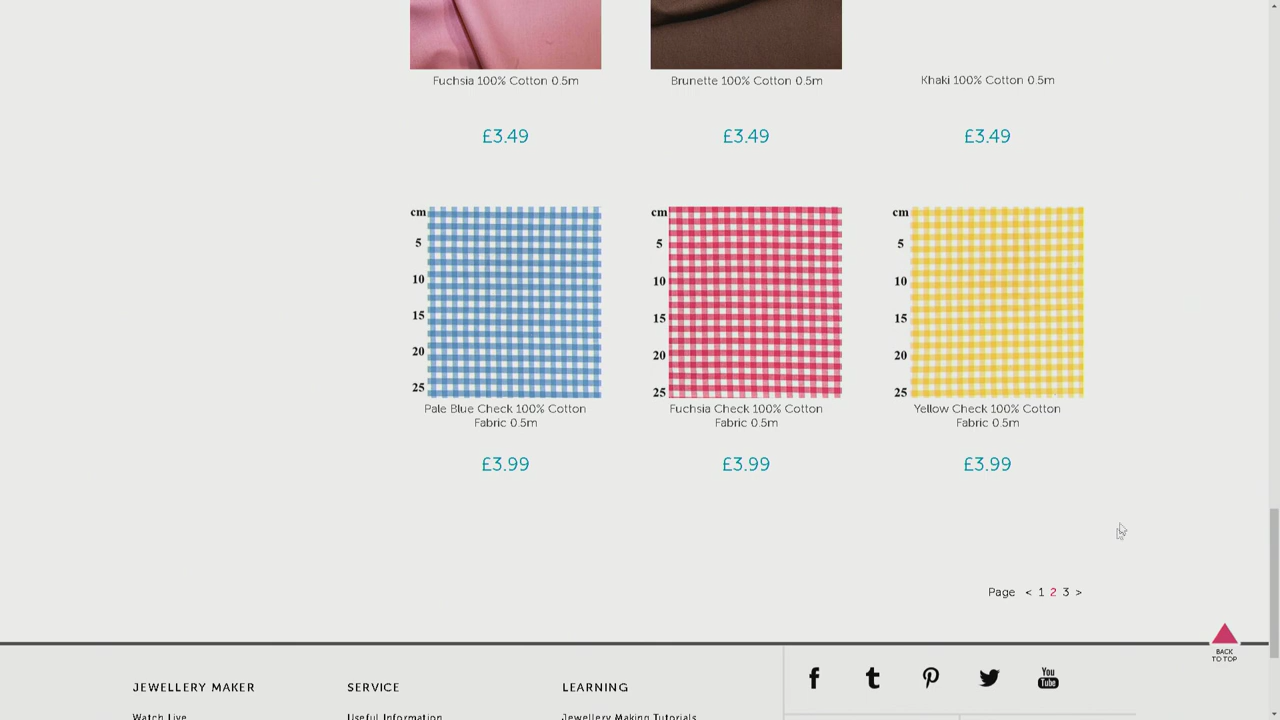 Fuchsia 100% Cotton 0.5m
Brunette 100% Cotton 0.5m
Khaki 100% Cotton 0.5m
£3.49
£3.49
£3.49
cm
5
10
15
20
25
cm
5
10
15
20
25
cm
5
10
15
20
25
Pale Blue Check 100% Cotton
Fabric 0.5m
Fuchsia Check 100% Cotton
Fabric 0.5m
Yellow Check 100% Cotton
Fabric 0.5m
£3.99
£3.99
£3.99
Page < 1 2 3 >
BACK
TO TOP
JEWELLERY MAKER
SERVICE
LEARNING
f t You Tube
Watch Live
Useful Information
Jewellery Making Tutorials